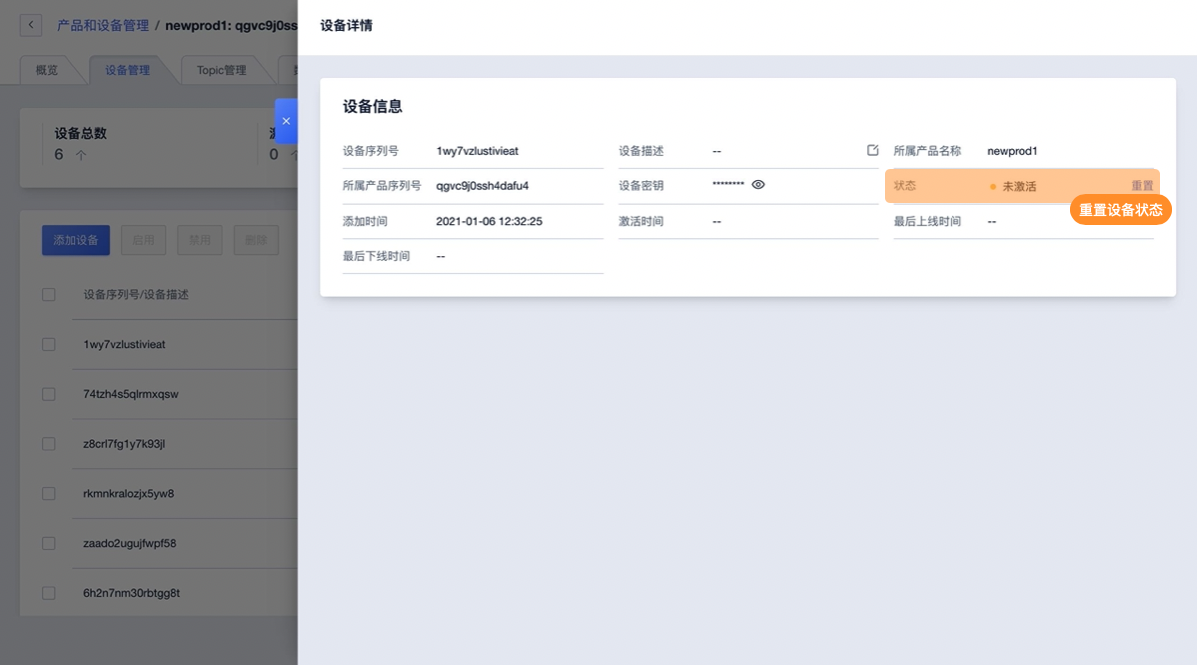 产品和设备管理 / newprod1: qgvc9j0ss
概览 设备管理 Topic管理
设备总数
6 个
0
添加设备 启用 禁用 删除
设备序列号/设备描述
1wy7vzlustivieat
74tzh4s5qlrmxqsw
z8crl7fg1y7k93jl
rkmnkralozjx5yw8
zaado2ugujfwpf58
6h2n7nm30rbtgg8t
设备详情
设备信息
设备序列号 1wy7vzlustivieat 设备描述 -- 所属产品名称 newprod1
所属产品序列号 qgvc9j0ssh4dafu4 设备密钥 ******** 状态 未激活 重置
重置设备状态
添加时间 2021-01-06 12:32:25 激活时间 -- 最后上线时间 --
最后下线时间 --